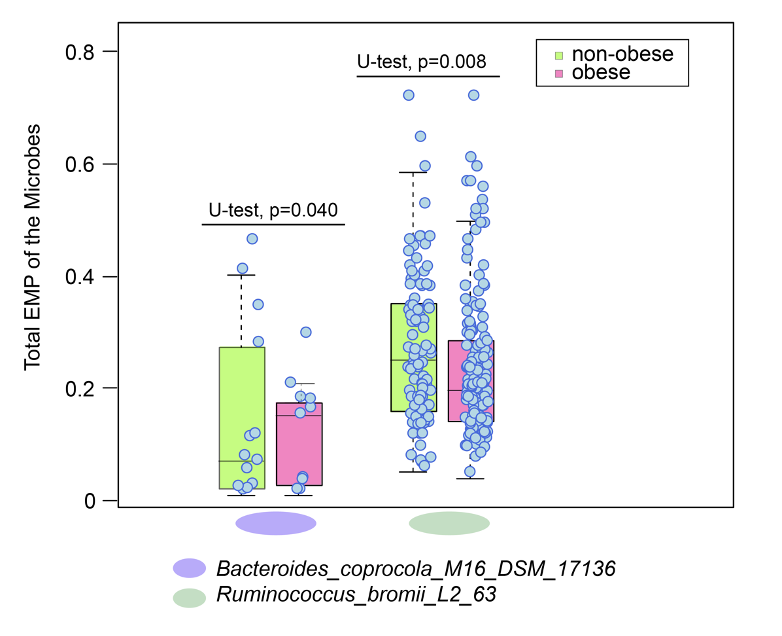 0.8
0.6
0.4
0.2
0
Total EMP of the Microbes
U-test, p=0.008
non-obese
obese
U-test, p=0.040
Bacteroides_coprocola_M16_DSM_17136
Ruminococcus_bromii_L2_63